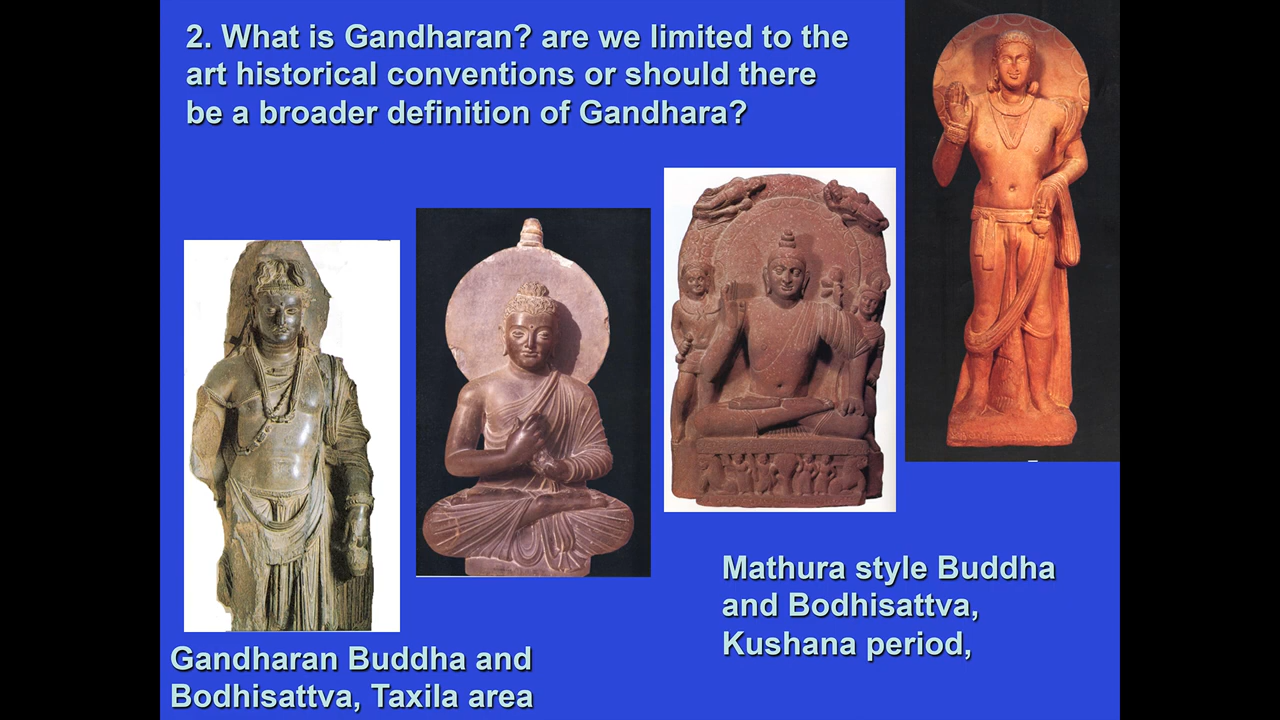 2. What is Gandharan? are we limited to the
art historical conventions or should there
be a broader definition of Gandhara?
Mathura style Buddha
and Bodhisattva,
Kushana period,
Gandharan Buddha and
Bodhisattva, Taxila area